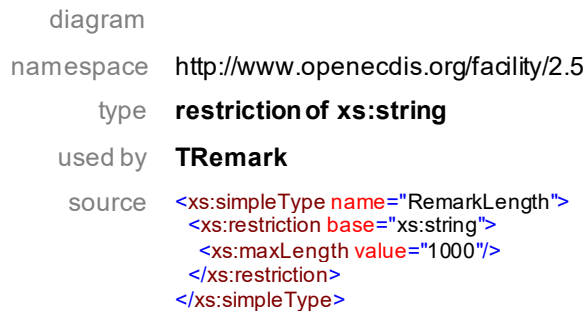 diagram
namespace http://www.openecdis.org/facility/2.5
type restriction of xs:string
used by TRemark
source <xs:simpleType name="RemarkLength">
<xs:restriction base="xs:string">
<xs:maxLength value="1000"/>
</xs:restriction>
</xs:simpleType>